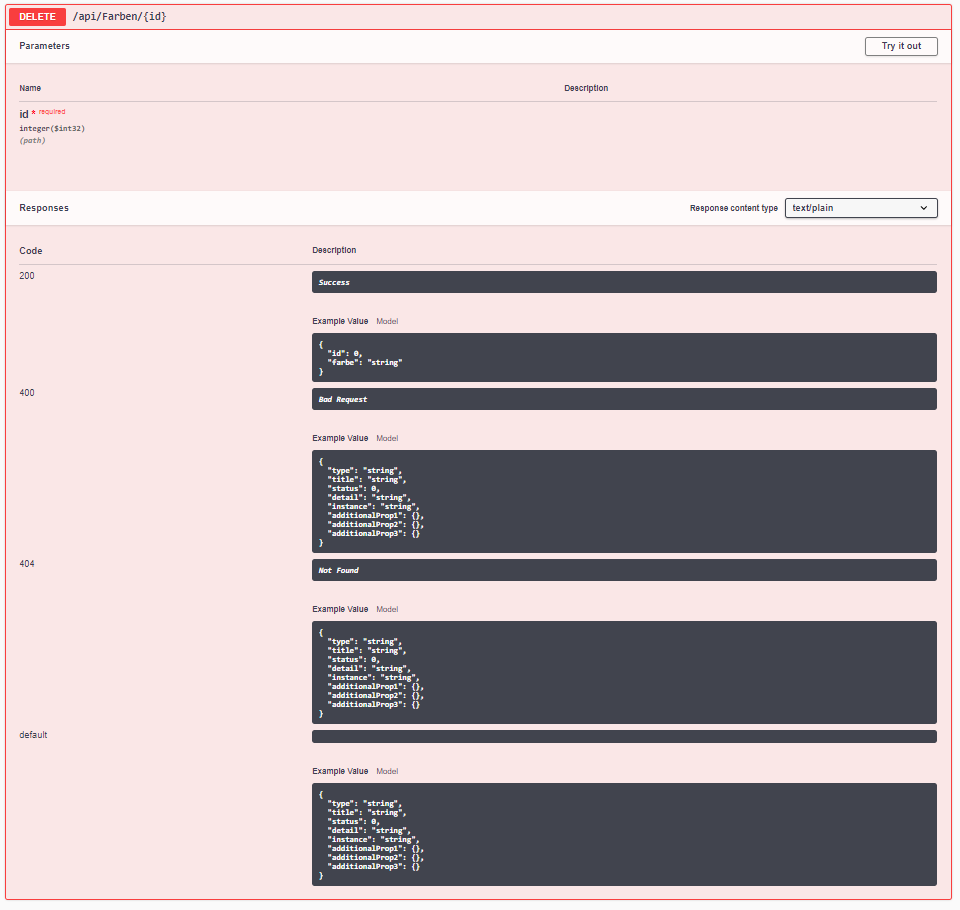 DELETE /api/Farben/{id}
Parameters Try it out
Name Description
id * required
integer($int32)
(path)
Responses Response content type text/plain
Code Description
200 Success
Example Value Model
{
"id": 0,
"farbe": "string"
}
400 Bad Request
Example Value Model
{
"type": "string",
"title": "string",
"status": 0,
"detail": "string",
"instance": "string",
"additionalProp1": {},
"additionalProp2": {},
"additionalProp3": {}
}
404 Not Found
Example Value Model
{
"type": "string",
"title": "string",
"status": 0,
"detail": "string",
"instance": "string",
"additionalProp1": {},
"additionalProp2": {},
"additionalProp3": {}
}
default
Example Value Model
{
"type": "string",
"title": "string",
"status": 0,
"detail": "string",
"instance": "string",
"additionalProp1": {},
"additionalProp2": {},
"additionalProp3": {}
}